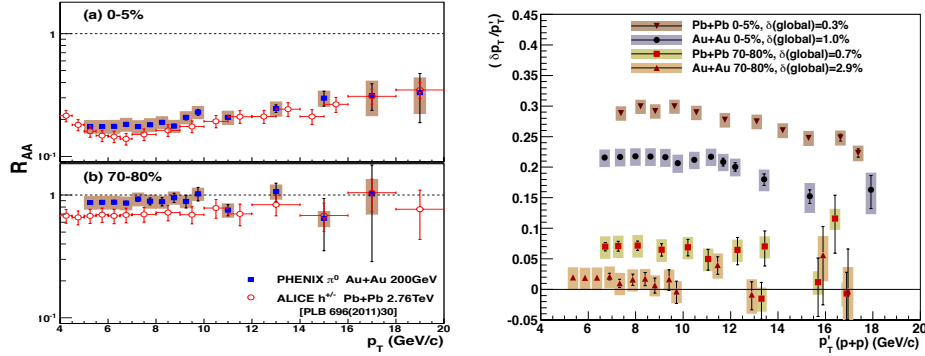 (a) 0-5%
1
10⁻¹
R_AA
(b) 70-80%
1
PHENIX π⁰ Au+Au 200GeV
ALICE h⁺/⁻ Pb+Pb 2.76TeV
[PLB 696(2011)30]
10⁻¹
4 6 8 10 12 14 16 18 20
p_T (GeV/c)
⟨ δp_T /p'_T⟩
Pb+Pb 0-5%, δ(global)=0.3%
Au+Au 0-5%, δ(global)=1.0%
Pb+Pb 70-80%, δ(global)=0.7%
Au+Au 70-80%, δ(global)=2.9%
0.45
0.4
0.35
0.3
0.25
0.2
0.15
0.1
0.05
0
-0.05
4 6 8 10 12 14 16 18 20
p'_T (p+p) (GeV/c)